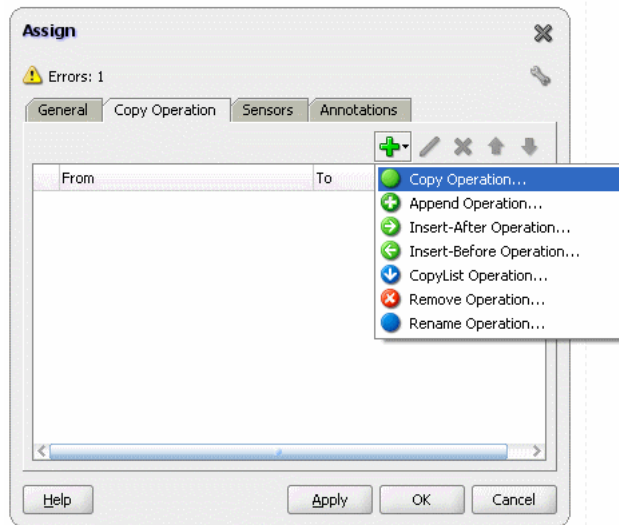 Assign
Errors: 1
General Copy Operation Sensors Annotations
From To
Copy Operation...
Append Operation...
Insert-After Operation...
Insert-Before Operation...
CopyList Operation...
Remove Operation...
Rename Operation...
Help Apply OK Cancel